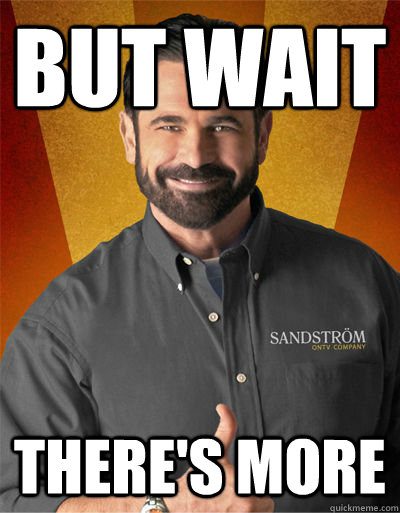 BUT WAIT
SANDSTRÖM
ONTV COMPANY
THERE'S MORE
quickmeme.com